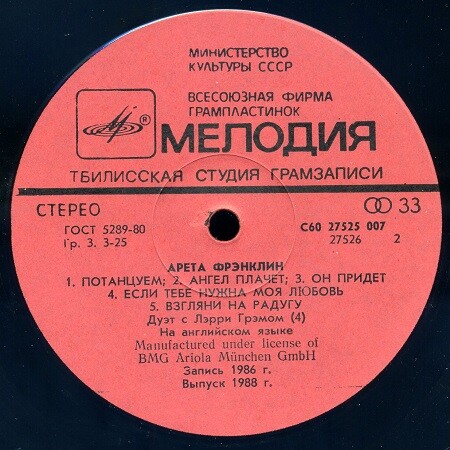 МИНИСТЕРСТВО
КУЛЬТУРЫ СССР
ВСЕСОЮЗНАЯ ФИРМА
ГРАМПЛАСТИНОК
®
МЕЛОДИЯ
ТБИЛИССКАЯ СТУДИЯ ГРАМЗАПИСИ
СТЕРЕО
33
ГОСТ 5289-80
Гр. 3. 3-25
С60 27525 007
27526 2
АРЕТА ФРЭНКЛИН
1. ПОТАНЦУЕМ; 2. АНГЕЛ ПЛАЧЕТ; 3. ОН ПРИДЕТ
4. ЕСЛИ ТЕБЕ НУЖНА МОЯ ЛЮБОВЬ
5. ВЗГЛЯНИ НА РАДУГУ
Дуэт с Лэрри Грэмом (4)
На английском языке
Manufactured under license of
BMG Ariola München GmbH
Запись 1986 г.
Выпуск 1988 г.